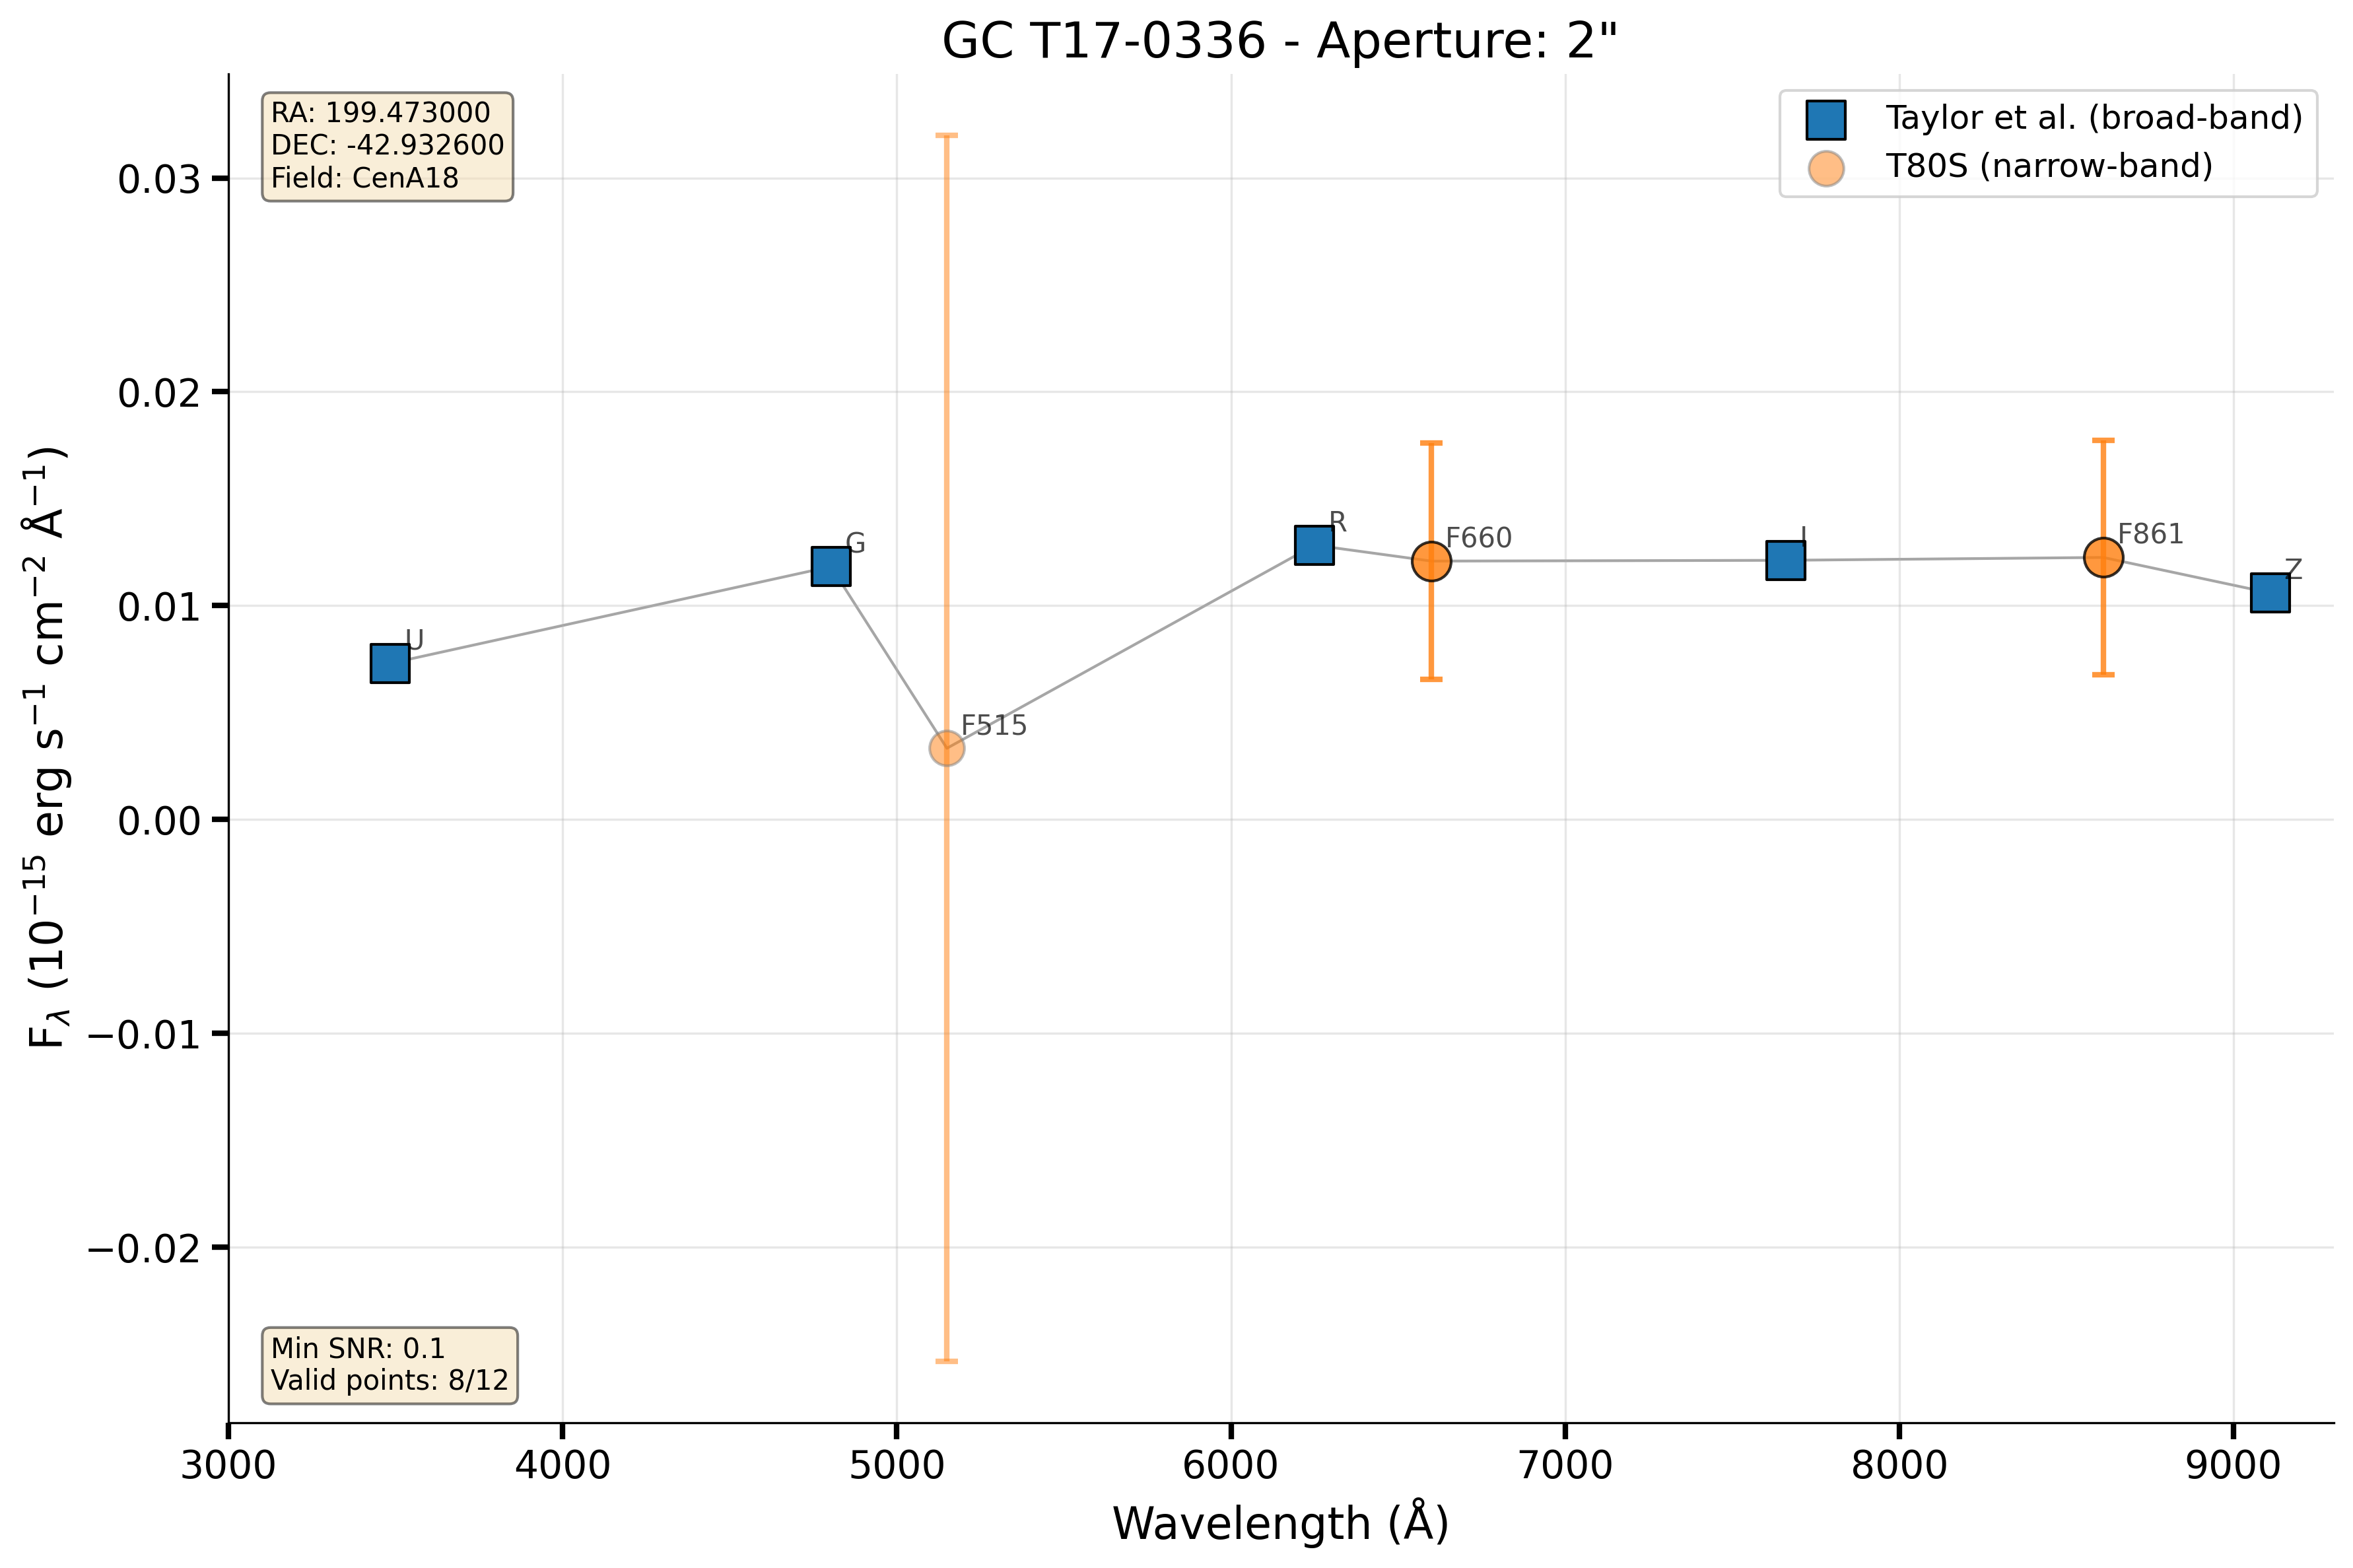 GC T17-0336 - Aperture: 2"
RA: 199.473000
DEC: -42.932600
Field: CenA18
Taylor et al. (broad-band)
T80S (narrow-band)
0.03
0.02
0.01
0.00
−0.01
−0.02
F$_{λ}$ (10$^{−15}$ erg s$^{−1}$ cm$^{−2}$ Å$^{−1}$)
U
G
F515
R
F660
I
F861
Z
Min SNR: 0.1
Valid points: 8/12
3000 4000 5000 6000 7000 8000 9000
Wavelength (Å)